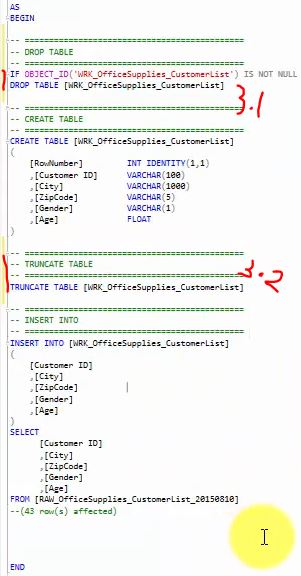 AS
BEGIN
-- =============================================
-- DROP TABLE
-- =============================================
IF OBJECT_ID('WRK_OfficeSupplies_CustomerList') IS NOT NULL
DROP TABLE [WRK_OfficeSupplies_CustomerList]
3.1
-- =============================================
-- CREATE TABLE
-- =============================================
CREATE TABLE [WRK_OfficeSupplies_CustomerList]
(
[RowNumber] INT IDENTITY(1,1)
,[Customer ID] VARCHAR(100)
,[City] VARCHAR(1000)
,[ZipCode] VARCHAR(5)
,[Gender] VARCHAR(1)
,[Age] FLOAT
)
-- =============================================
-- TRUNCATE TABLE
-- =============================================
3.2
TRUNCATE TABLE [WRK_OfficeSupplies_CustomerList]
-- =============================================
-- INSERT INTO
-- =============================================
INSERT INTO [WRK_OfficeSupplies_CustomerList]
(
[Customer ID]
,[City]
,[ZipCode]
,[Gender]
,[Age]
)
SELECT
[Customer ID]
,[City]
,[ZipCode]
,[Gender]
,[Age]
FROM [RAW_OfficeSupplies_CustomerList_20150810]
--(43 row(s) affected)
END